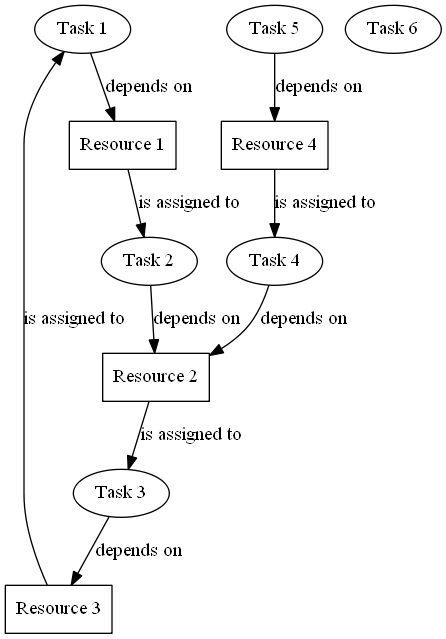 Task 1
Task 5
Task 6
depends on
depends on
Resource 1
Resource 4
is assigned to
is assigned to
Task 2
Task 4
is assigned to
depends on
depends on
Resource 2
is assigned to
Task 3
depends on
Resource 3